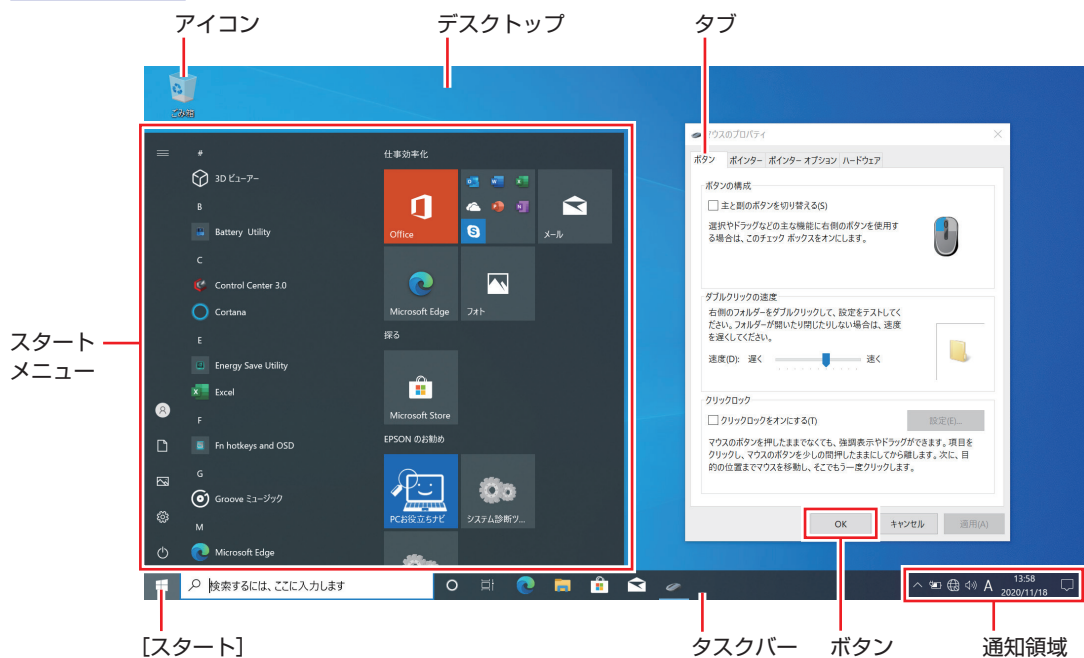 アイコン
デスクトップ
タブ
ごみ箱
スタート
メニュー
#
3D ビューアー
B
Battery Utility
C
Control Center 3.0
Cortana
E
Energy Save Utility
Excel
F
Fn hotkeys and OSD
G
Groove ミュージック
M
Microsoft Edge
仕事効率化
Office
メール
Microsoft Edge
フォト
探る
Microsoft Store
EPSON のお勧め
PCお役立ちナビ
システム診断ツ...
マウスのプロパティ
ボタン ポインター ポインター オプション ハードウェア
ボタンの構成
主と副のボタンを切り替える(S)
選択やドラッグなどの主な機能に右側のボタンを使用す
る場合は、このチェック ボックスをオンにします。
ダブルクリックの速度
右側のフォルダーをダブルクリックして、設定をテストしてく
ださい。フォルダーが開いたり閉じたりしない場合は、速度
を遅くしてください。
速度(D): 遅く 速く
クリックロック
クリックロックをオンにする(T)
設定(E)...
マウスのボタンを押したままでなくても、強調表示やドラッグができます。項目を
クリックし、マウスのボタンを少しの間押したままにしてから離します。次に、目
的の位置までマウスを移動し、そこでもう一度クリックします。
OK
キャンセル
適用(A)
検索するには、ここに入力します
A
13:58
2020/11/18
[スタート]
タスクバー
ボタン
通知領域